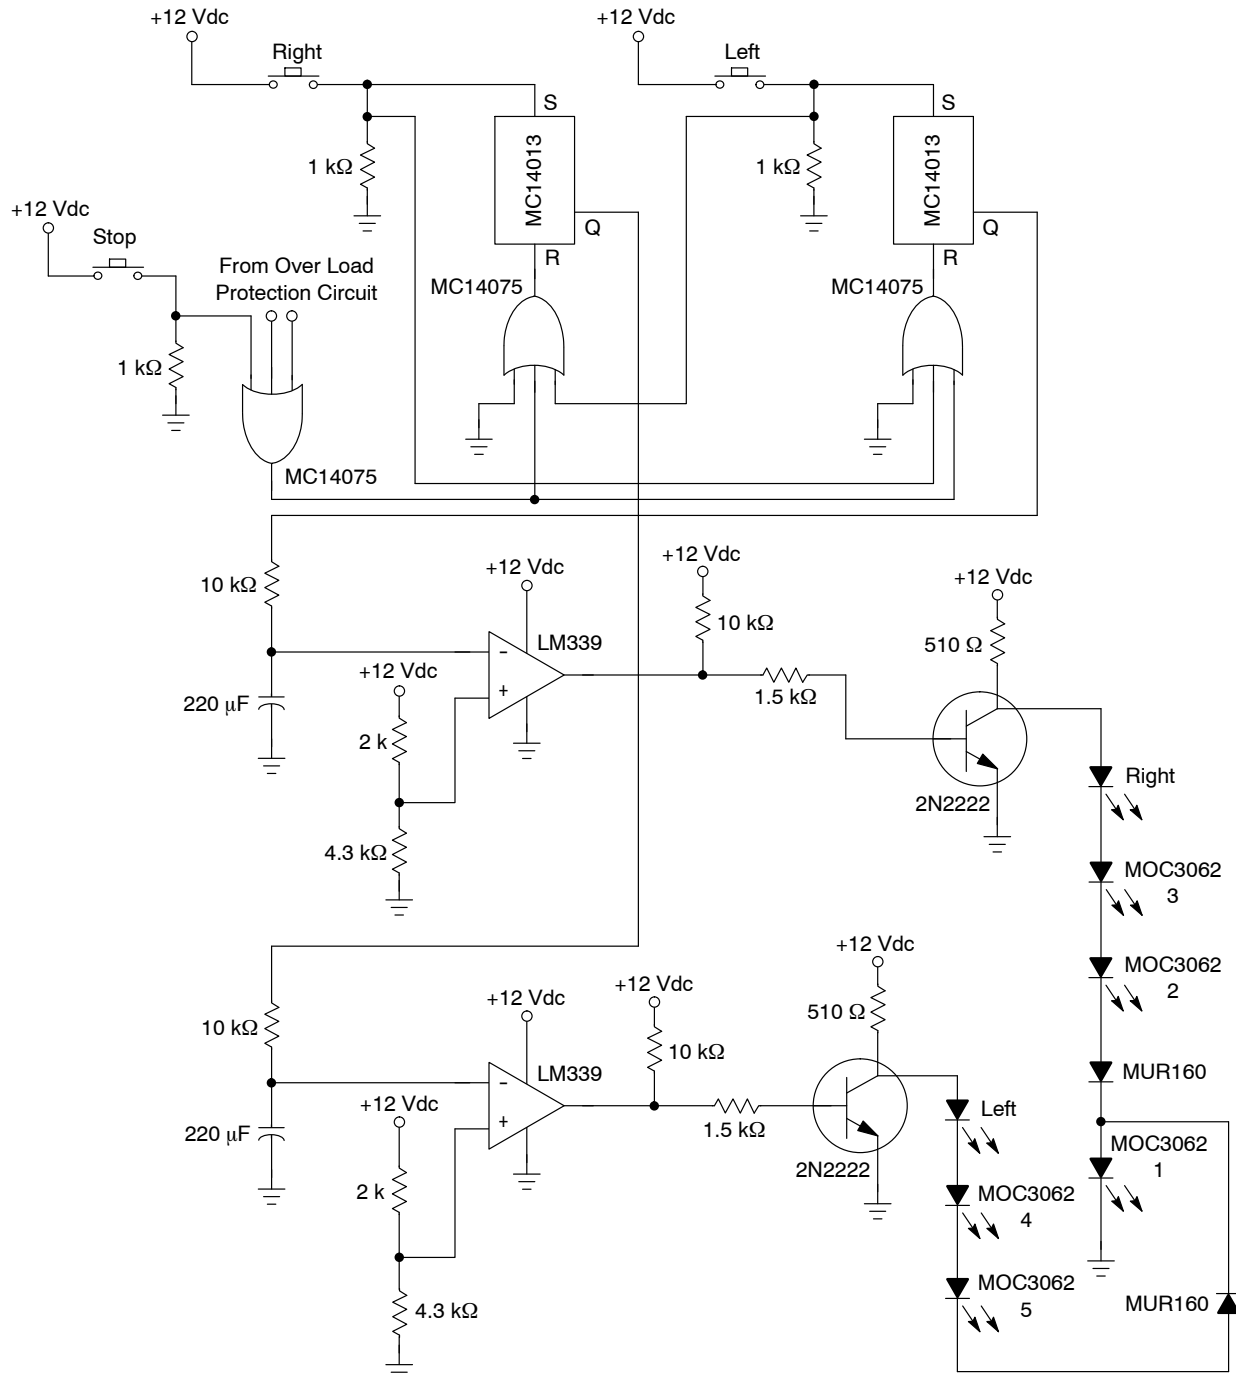 +12 Vdc
+12 Vdc
Right
Left
S
S
MC14013
MC14013
1 kΩ
1 kΩ
+12 Vdc
Stop
Q
Q
R
R
From Over Load
Protection Circuit
MC14075
MC14075
1 kΩ
MC14075
+12 Vdc
+12 Vdc
+12 Vdc
10 kΩ
10 kΩ
LM339
510 Ω
+12 Vdc
-
+
1.5 kΩ
220 μF
2 k
Right
2N2222
4.3 kΩ
MOC3062
3
+12 Vdc
MOC3062
2
+12 Vdc
+12 Vdc
510 Ω
10 kΩ
10 kΩ
LM339
MUR160
+12 Vdc
-
+
Left
1.5 kΩ
220 μF
MOC3062
1
2N2222
2 k
MOC3062
4
MOC3062
5
4.3 kΩ
MUR160